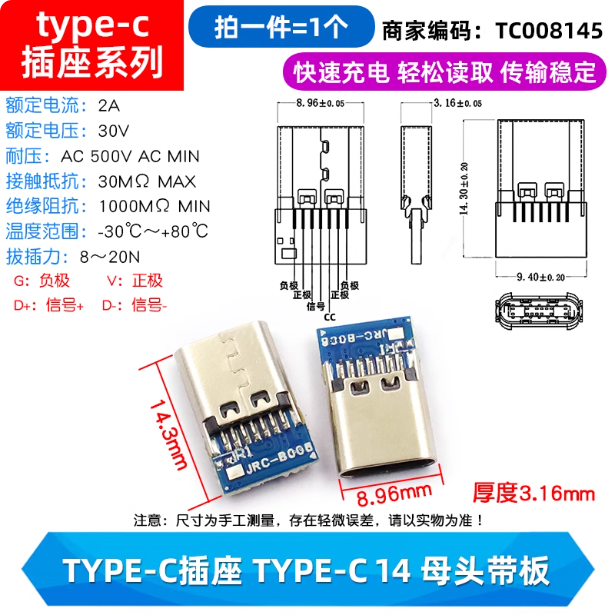 type-c
插座系列
拍一件=1个
商家编码：TC008145
快速充电 轻松读取 传输稳定
额定电流：2A
额定电压：30V
耐压：AC 500V AC MIN
接触抵抗：30MΩ MAX
绝缘阻抗：1000MΩ MIN
温度范围：-30℃～+80℃
拔插力：8～20N
G：负极 V：正极
D+：信号+ D-：信号-
8.96±0.05
3.16±0.05
14.30±0.20
9.40±0.20
负极
正极
信号
CC
正极
负极
JRC-B008
JR1
JR1
JRC-B008
14.3mm
8.96mm
厚度3.16mm
注意：尺寸为手工测量，存在轻微误差，请以实物为准！
TYPE-C插座 TYPE-C 14 母头带板